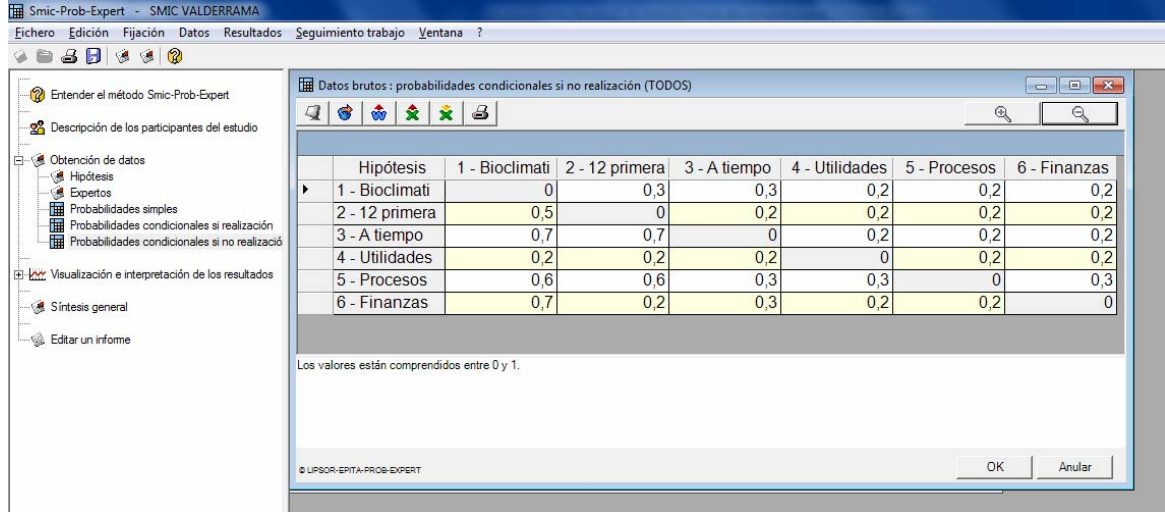 Smic-Prob-Expert - SMIC VALDERRAMA
Fichero Edición Fijación Datos Resultados Seguimiento trabajo Ventana ?
Entender el método Smic-Prob-Expert
Descripción de los participantes del estudio
Obtención de datos
Hipótesis
Expertos
Probabilidades simples
Probabilidades condicionales si realización
Probabilidades condicionales si no realizació
Visualización e interpretación de los resultados
Síntesis general
Editar un informe
Datos brutos : probabilidades condicionales si no realización (TODOS)
Hipótesis 1 - Bioclimati 2 - 12 primera 3 - A tiempo 4 - Utilidades 5 - Procesos 6 - Finanzas
1 - Bioclimati 0 0,3 0,3 0,2 0,2 0,2
2 - 12 primera 0,5 0 0,2 0,2 0,2 0,2
3 - A tiempo 0,7 0,7 0 0,2 0,2 0,2
4 - Utilidades 0,2 0,2 0,2 0 0,2 0,2
5 - Procesos 0,6 0,6 0,3 0,3 0 0,3
6 - Finanzas 0,7 0,2 0,3 0,2 0,2 0
Los valores están comprendidos entre 0 y 1.
© LIPSOR-EPITA-PROB-EXPERT
OK Anular